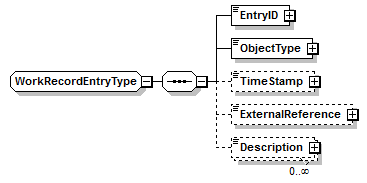 EntryID
ObjectType
WorkRecordEntryType
TimeStamp
ExternalReference
Description
0..∞